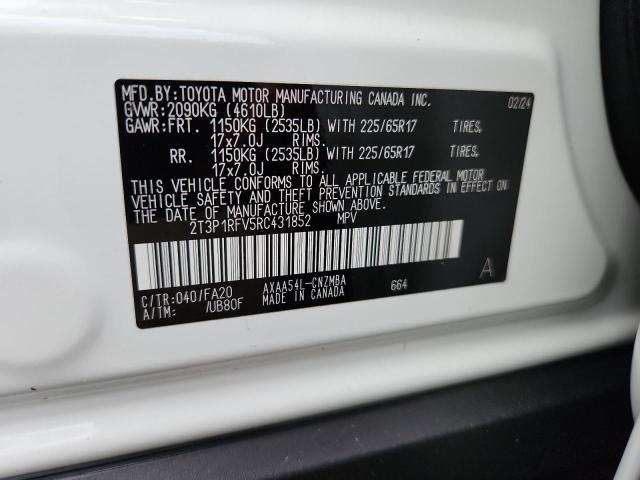 MFD.BY:TOYOTA MOTOR MANUFACTURING CANADA INC. 02/24
GVWR:2090KG (4610LB)
GAWR:FRT. 1150KG (2535LB) WITH 225/65R17 TIRES.
17x7.0J RIMS.
RR. 1150KG (2535LB) WITH 225/65R17 TIRES.
17x7.0J RIMS.
THIS VEHICLE CONFORMS TO ALL APPLICABLE FEDERAL MOTOR
VEHICLE SAFETY AND THEFT PREVENTION STANDARDS IN EFFECT ON
THE DATE OF MANUFACTURE SHOWN ABOVE.
2T3P1RFV5RC431852 MPV
C/TR:040/FA20 AXAA54L-CNZMBA 664 A
A/TM: /UB80F MADE IN CANADA